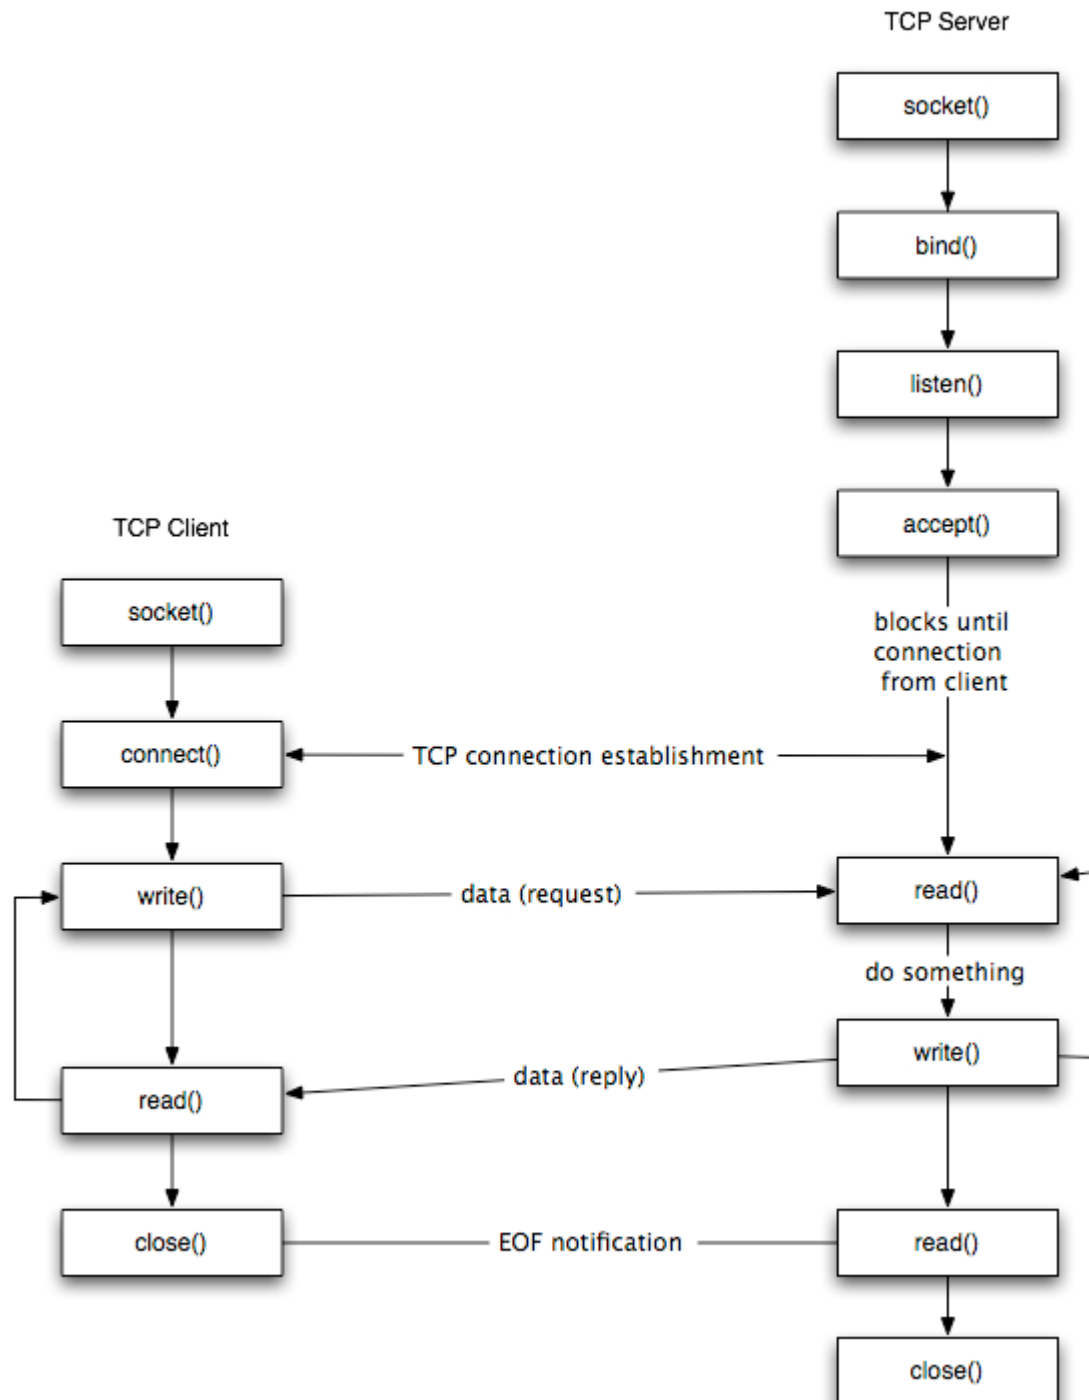 TCP Server
socket()
bind()
listen()
accept()
blocks until
connection
from client
TCP Client
socket()
connect()
TCP connection establishment
write()
data (request)
read()
do something
write()
data (reply)
read()
close()
EOF notification
read()
close()